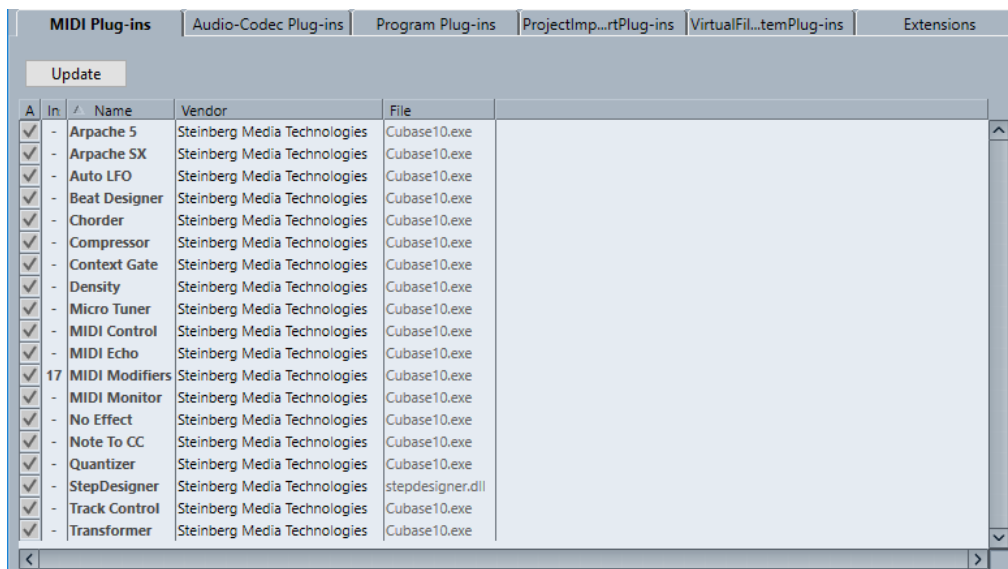 MIDI Plug-ins Audio-Codec Plug-ins Program Plug-ins ProjectImp...rtPlug-ins VirtualFil...temPlug-ins Extensions
Update
A In Name Vendor File
- Arpache 5 Steinberg Media Technologies Cubase10.exe
- Arpache SX Steinberg Media Technologies Cubase10.exe
- Auto LFO Steinberg Media Technologies Cubase10.exe
- Beat Designer Steinberg Media Technologies Cubase10.exe
- Chorder Steinberg Media Technologies Cubase10.exe
- Compressor Steinberg Media Technologies Cubase10.exe
- Context Gate Steinberg Media Technologies Cubase10.exe
- Density Steinberg Media Technologies Cubase10.exe
- Micro Tuner Steinberg Media Technologies Cubase10.exe
- MIDI Control Steinberg Media Technologies Cubase10.exe
- MIDI Echo Steinberg Media Technologies Cubase10.exe
17 MIDI Modifiers Steinberg Media Technologies Cubase10.exe
- MIDI Monitor Steinberg Media Technologies Cubase10.exe
- No Effect Steinberg Media Technologies Cubase10.exe
- Note To CC Steinberg Media Technologies Cubase10.exe
- Quantizer Steinberg Media Technologies Cubase10.exe
- StepDesigner Steinberg Media Technologies stepdesigner.dll
- Track Control Steinberg Media Technologies Cubase10.exe
- Transformer Steinberg Media Technologies Cubase10.exe